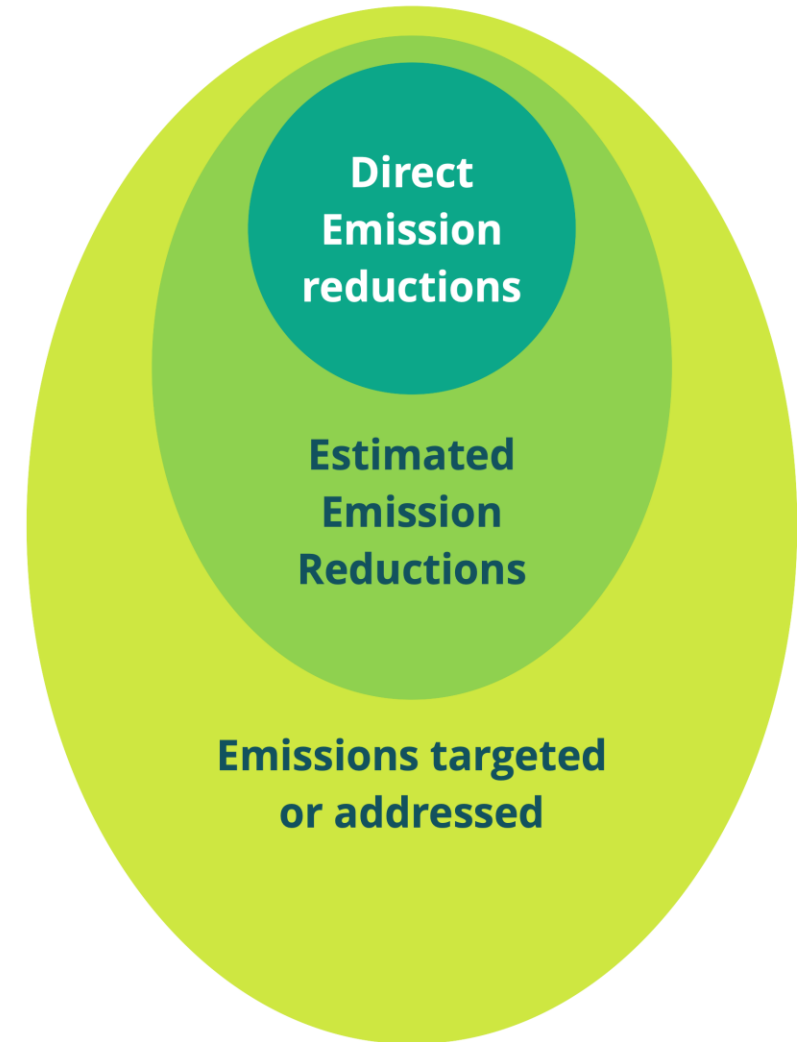 Direct
Emission
reductions
Estimated
Emission
Reductions
Emissions targeted
or addressed